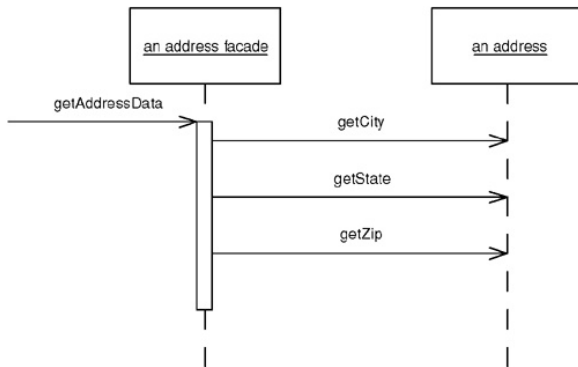 an address facade
an address
getAddressData
getCity
getState
getZip